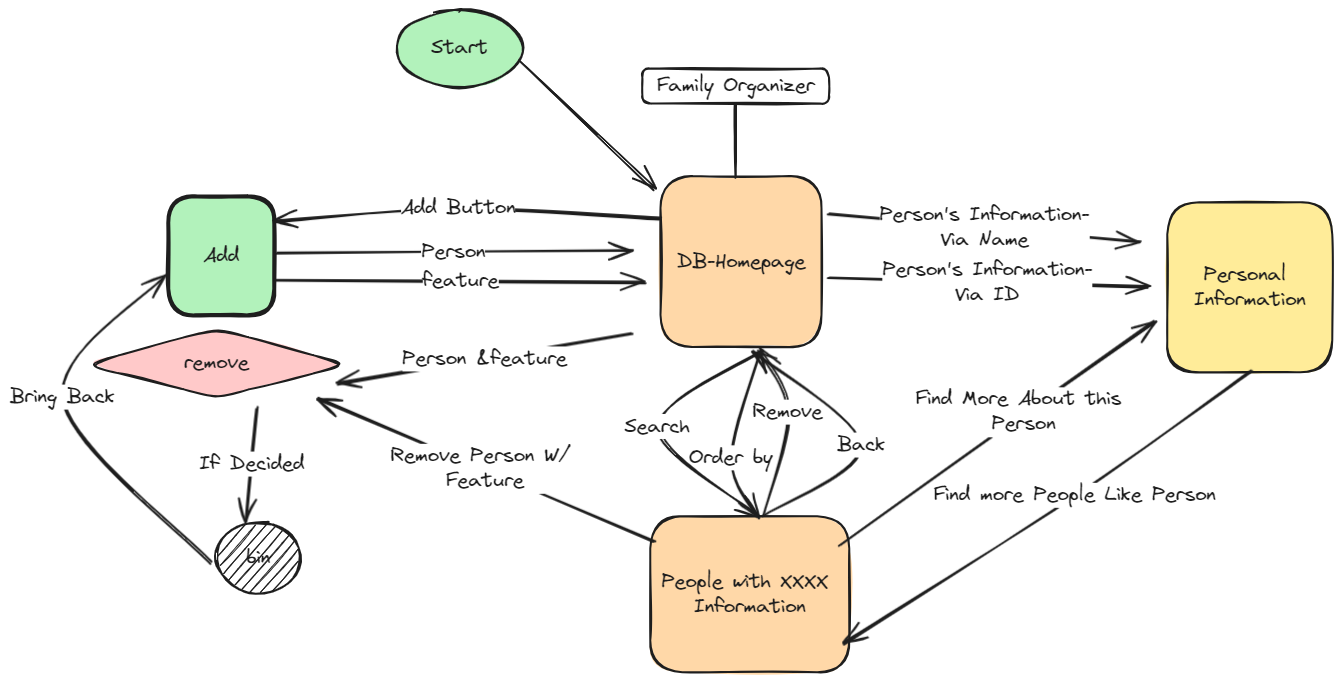 Start
Family Organizer
Add Button
Person's Information-
Via Name
Add
Person
feature
DB-Homepage
Person's Information-
Via ID
Personal
Information
remove
Person &feature
Bring Back
Find More About this
Person
Search
Remove
Order by
Back
If Decided
Remove Person W/
Feature
Find more People Like Person
bin
People with XXXX
Information